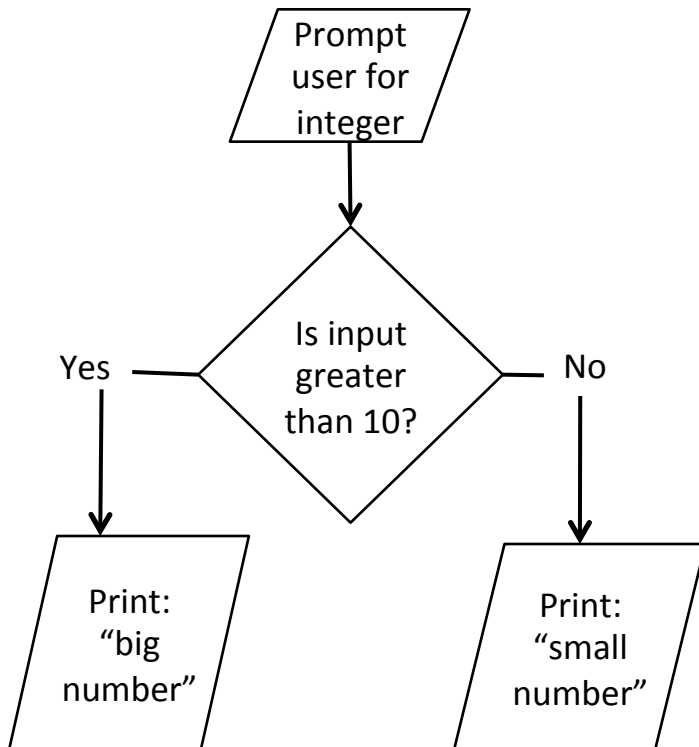 Prompt
user for
integer
Is input
greater
than 10?
Yes
No
Print:
“big
number”
Print:
“small
number”